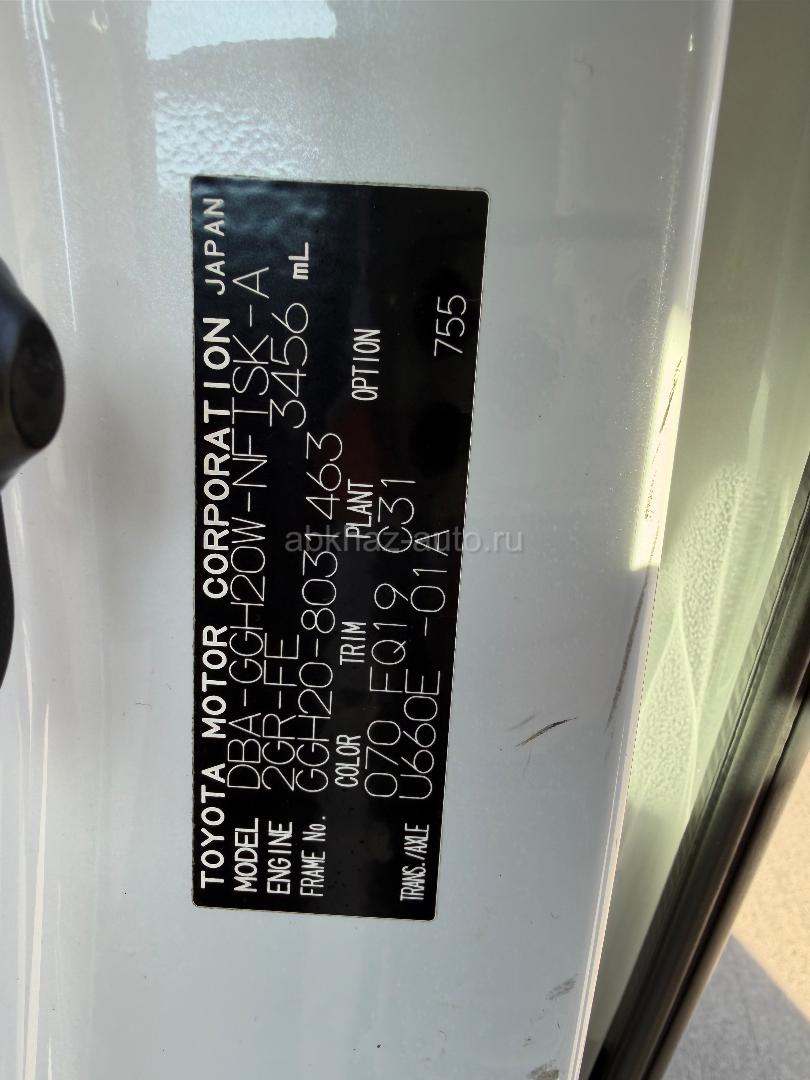 TOYOTA MOTOR CORPORATION JAPAN
MODEL DBA-GGH20W-NFTSK-A
ENGINE 2GR-FE 3456 mL
FRAME No. GGH20-8031463
COLOR TRIM PLANT OPTION
070 FQ19 C31
TRANS./AXLE U660E -01A 755
abkhaz-auto.ru